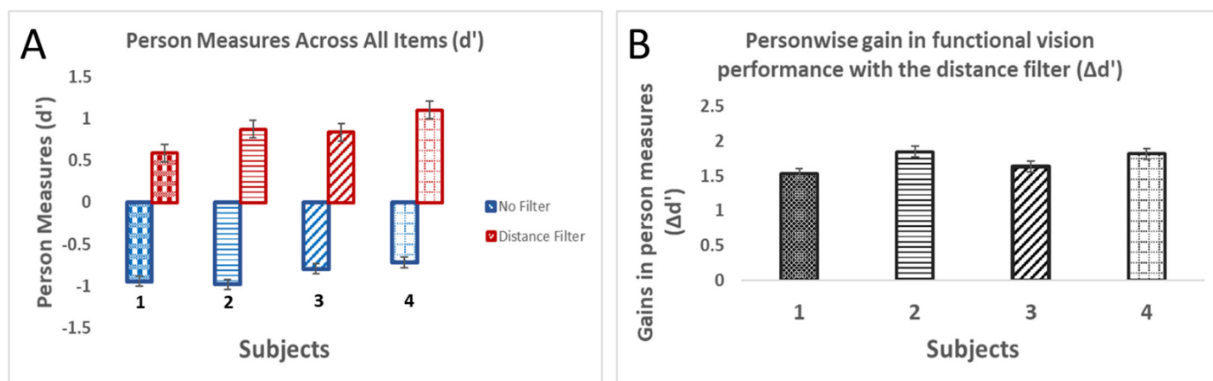 A
Person Measures Across All Items (d')
Person Measures (d')
1.5
1
0.5
0
-0.5
-1
-1.5
1
2
3
4
Subjects
No Filter
Distance Filter
B
Personwise gain in functional vision
performance with the distance filter (Δd')
Gains in person measures
(Δd')
2.5
2
1.5
1
0.5
0
1
2
3
4
Subjects